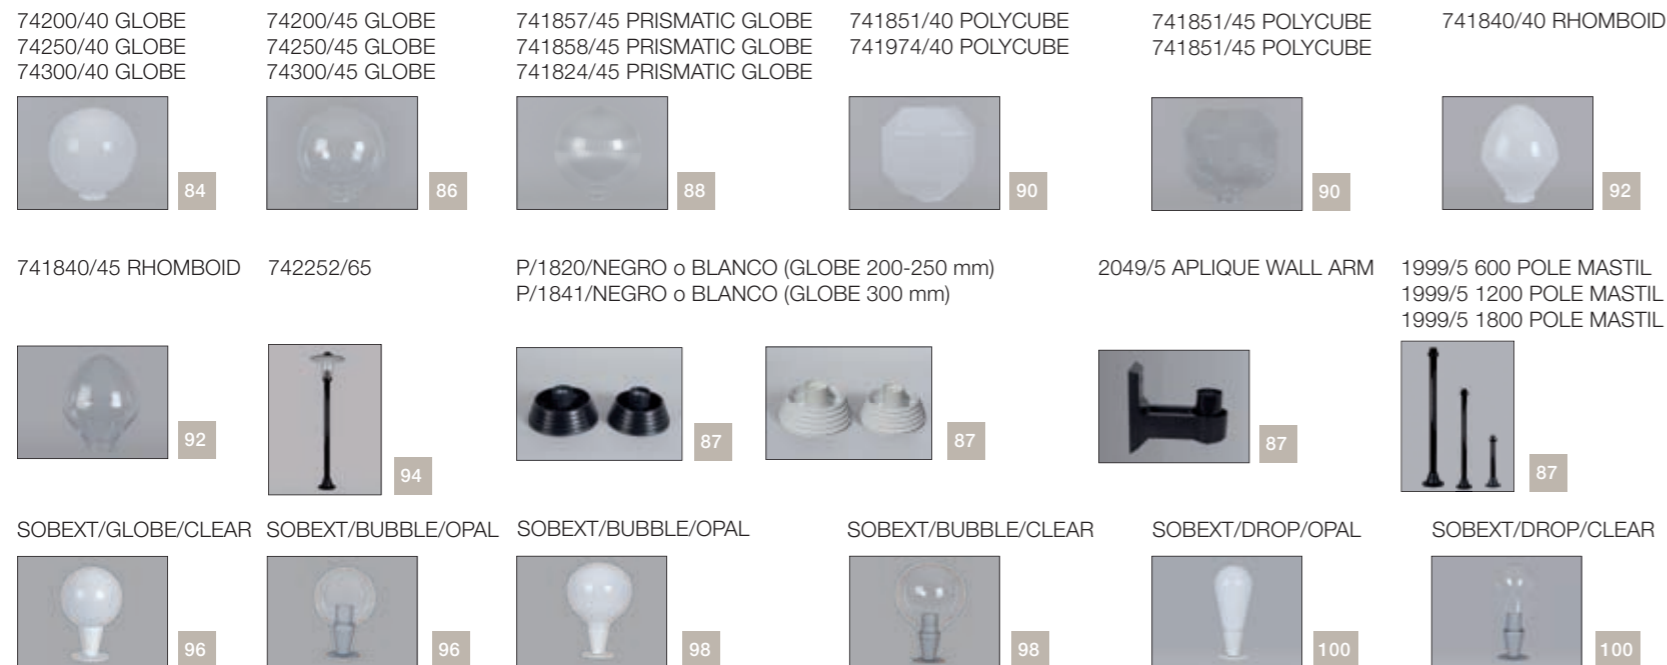 74200/40 GLOBE
74250/40 GLOBE
74300/40 GLOBE
84
74200/45 GLOBE
74250/45 GLOBE
74300/45 GLOBE
86
741857/45 PRISMATIC GLOBE
741858/45 PRISMATIC GLOBE
741824/45 PRISMATIC GLOBE
88
741851/40 POLYCUBE
741974/40 POLYCUBE
90
741851/45 POLYCUBE
741851/45 POLYCUBE
90
741840/40 RHOMBOID
92
741840/45 RHOMBOID
92
742252/65
94
P/1820/NEGRO o BLANCO (GLOBE 200-250 mm)
P/1841/NEGRO o BLANCO (GLOBE 300 mm)
87
87
2049/5 APLIQUE WALL ARM
87
1999/5 600 POLE MASTIL
1999/5 1200 POLE MASTIL
1999/5 1800 POLE MASTIL
87
SOBEXT/GLOBE/CLEAR
96
SOBEXT/BUBBLE/OPAL
96
SOBEXT/BUBBLE/OPAL
98
SOBEXT/BUBBLE/CLEAR
98
SOBEXT/DROP/OPAL
100
SOBEXT/DROP/CLEAR
100